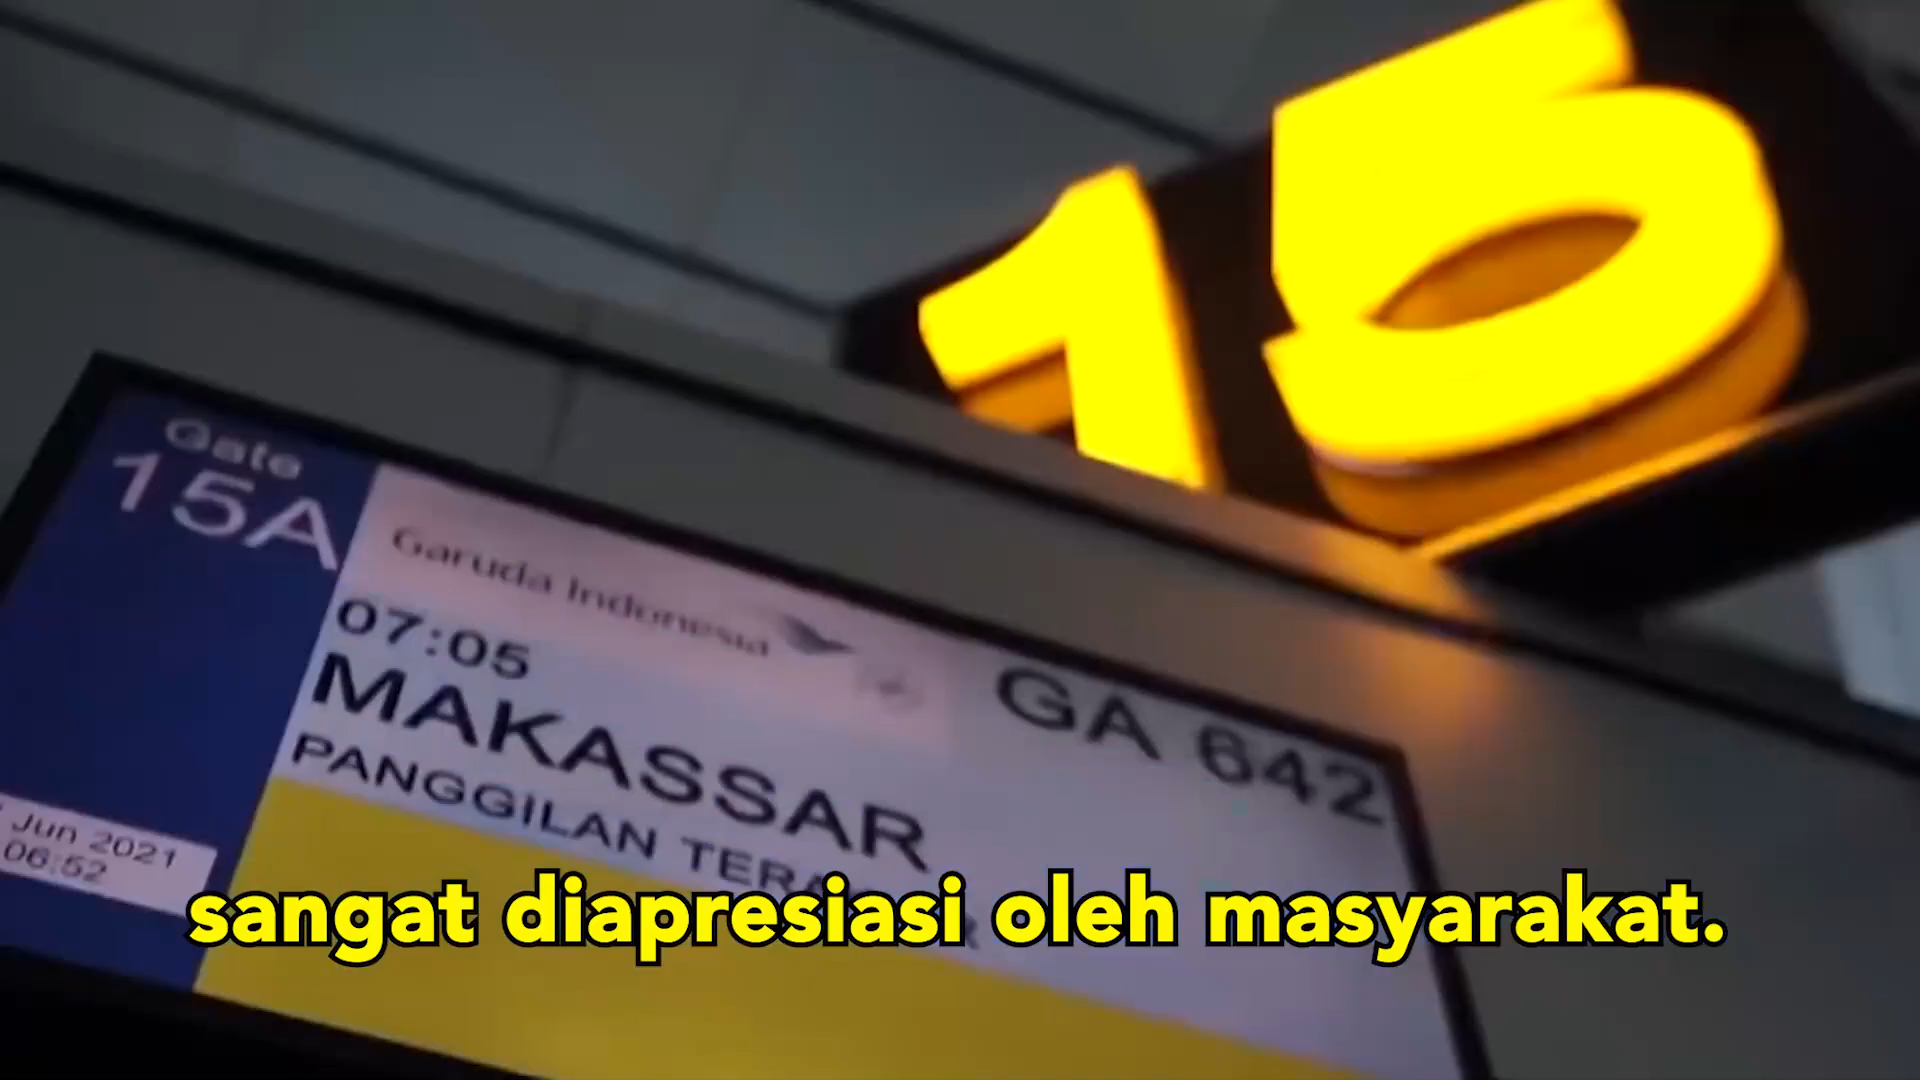 15
Gate
15A
Garuda Indonesia
07:05
GA 642
MAKASSAR
PANGGILAN
Jun 2021
06:52
sangat diapresiasi oleh masyarakat.